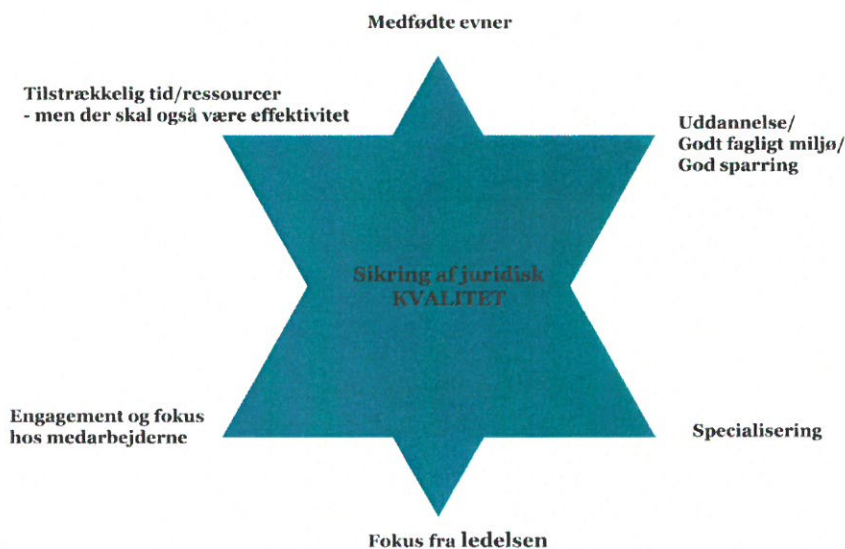 Medfødte evner
Tilstrækkelig tid/ressourcer
- men der skal også være effektivitet
Uddannelse/
Godt fagligt miljø/
God sparring
Sikring af juridisk
KVALITET
Engagement og fokus
hos medarbejderne
Specialisering
Fokus fra ledelsen